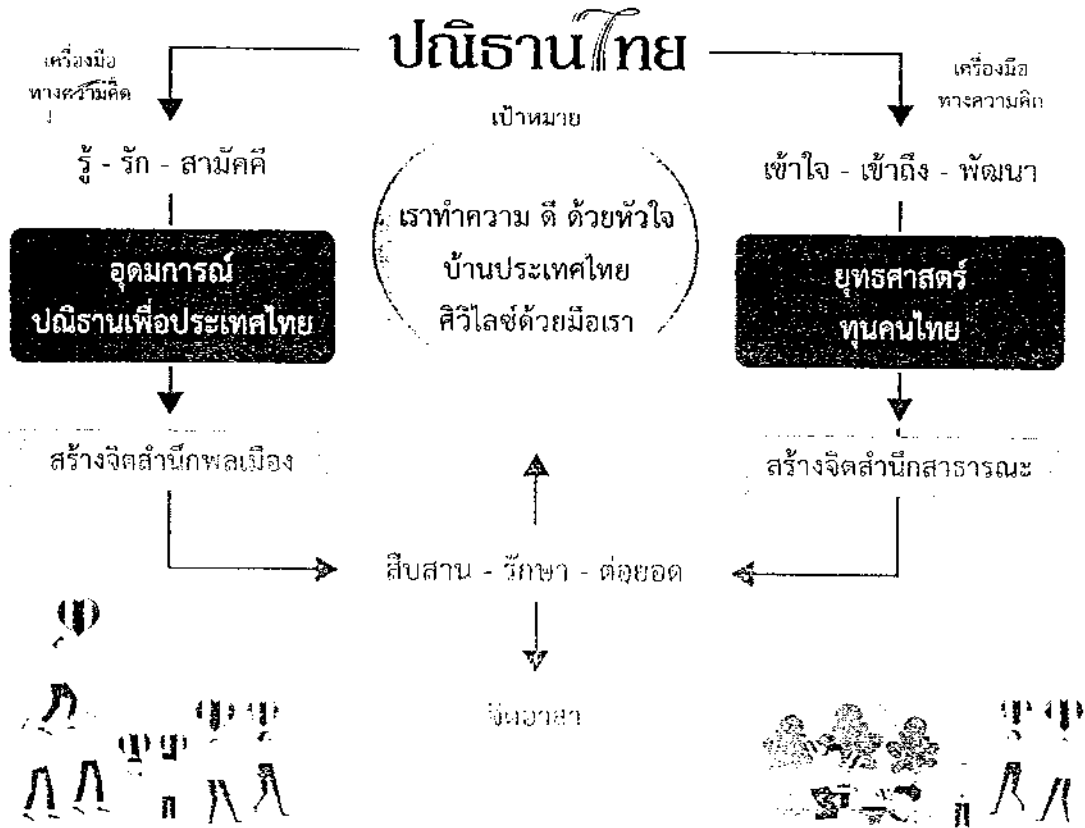 ปณิธานไทย
เครื่องมือ
ทางความคิด
เครื่องมือ
ทางความคิด
เป้าหมาย
รู้ - รัก - สามัคคี
เข้าใจ - เข้าถึง - พัฒนา
เราทำความ ดี ด้วยหัวใจ
บ้านประเทศไทย
ศิวิไลซ์ด้วยมือเรา
อุดมการณ์
ปณิธานเพื่อประเทศไทย
ยุทธศาสตร์
ทุนคนไทย
สร้างจิตสำนึกพลเมือง
สร้างจิตสำนึกสาธารณะ
สืบสาน - รักษา - ต่อยอด
จิตอาสา